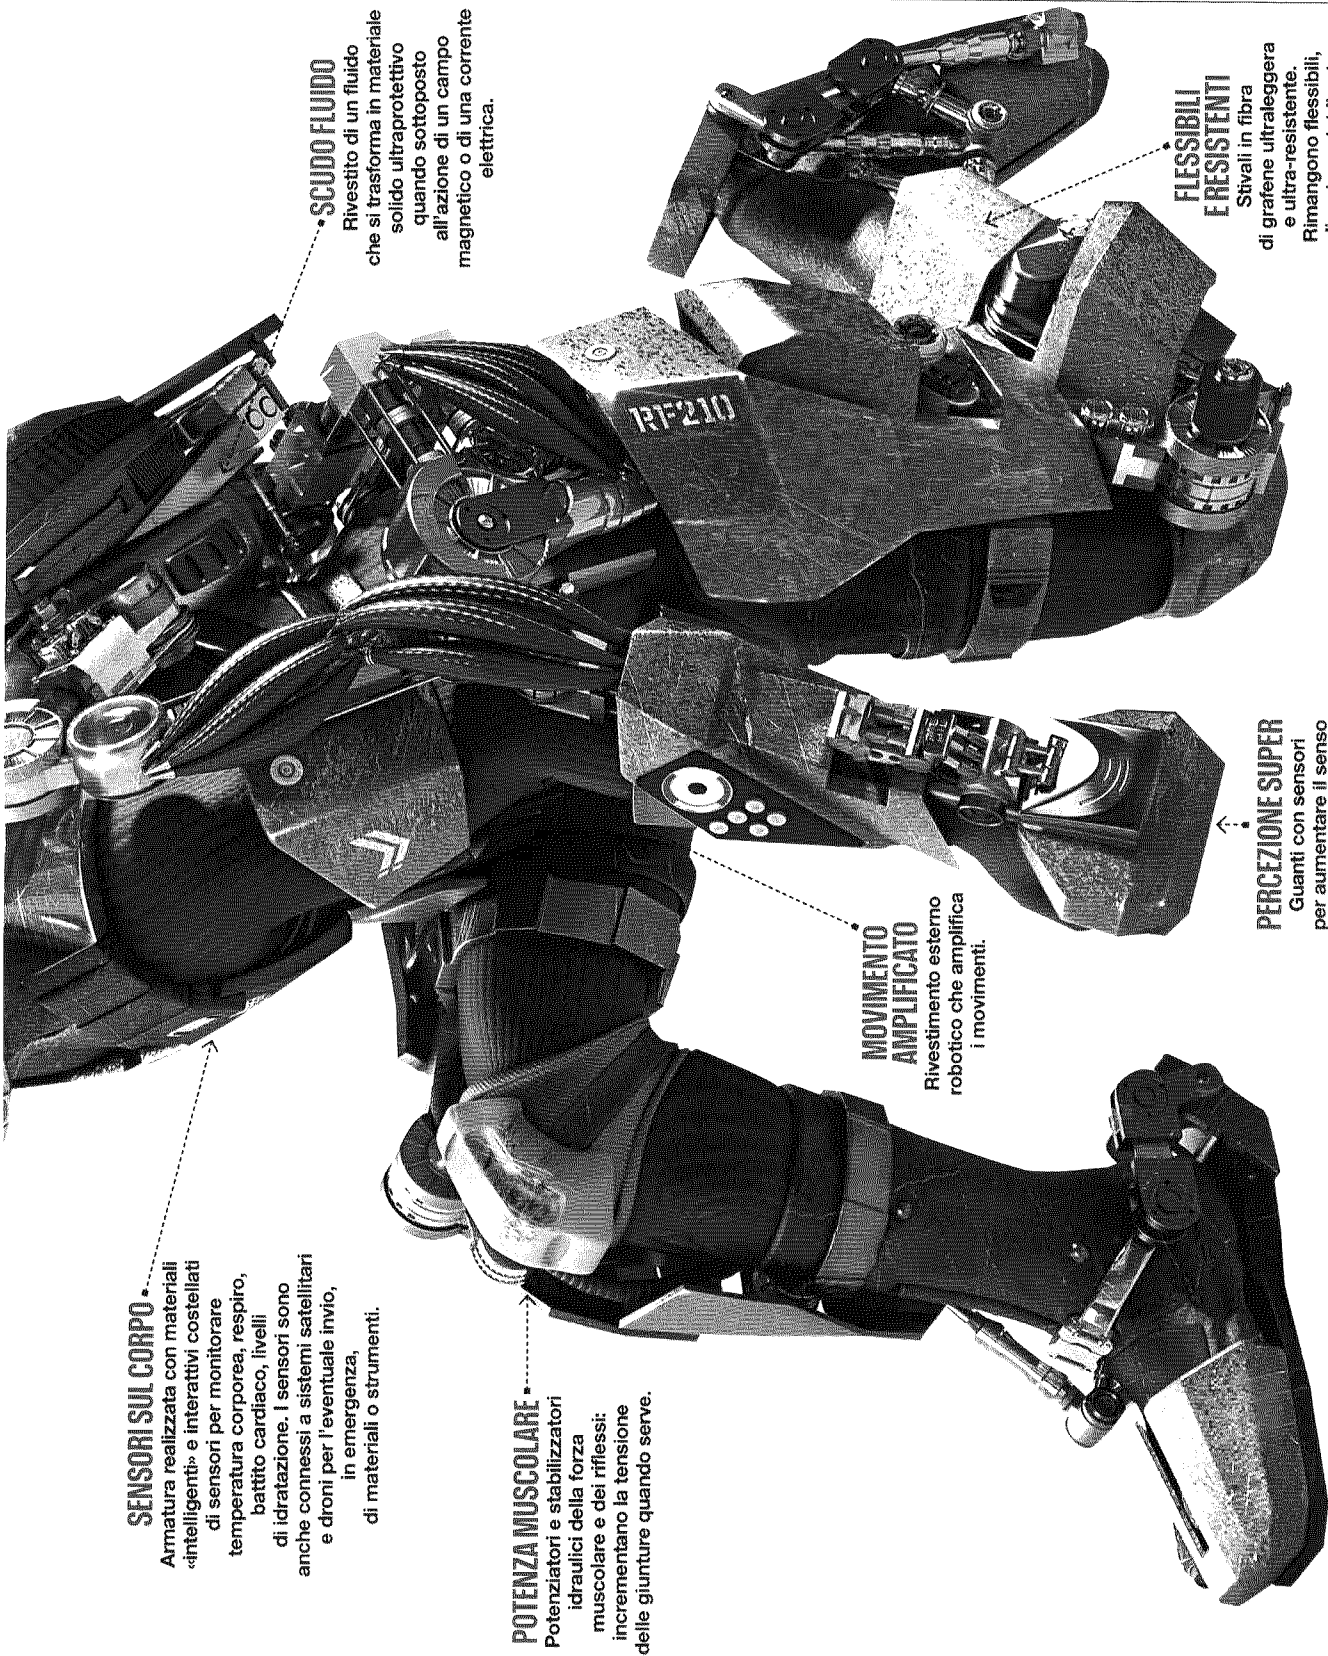 SENSORI SUL CORPO
Armatura realizzata con materiali
«intelligenti» e interattivi costellati
di sensori per monitorare
temperatura corporea, respiro,
battito cardiaco, livelli
di idratazione. I sensori sono
anche connessi a sistemi satellitari
e droni per l'eventuale invio,
in emergenza,
di materiali o strumenti.
SCUDO FLUIDO
Rivestito di un fluido
che si trasforma in materiale
solido ultraprotettivo
quando sottoposto
all'azione di un campo
magnetico o di una corrente
elettrica.
POTENZA MUSCOLARE
Potenziatori e stabilizzatori
idraulici della forza
muscolare e dei riflessi:
incrementano la tensione
delle giunture quando serve.
RF210
MOVIMENTO
AMPLIFICATO
Rivestimento esterno
robotico che amplifica
i movimenti.
PERCEZIONE SUPER
Guanti con sensori
per aumentare il senso
FLESSIBILI
E RESISTENTI
Stivali in fibra
di grafene ultraleggera
e ultra-resistente.
Rimangono flessibili,